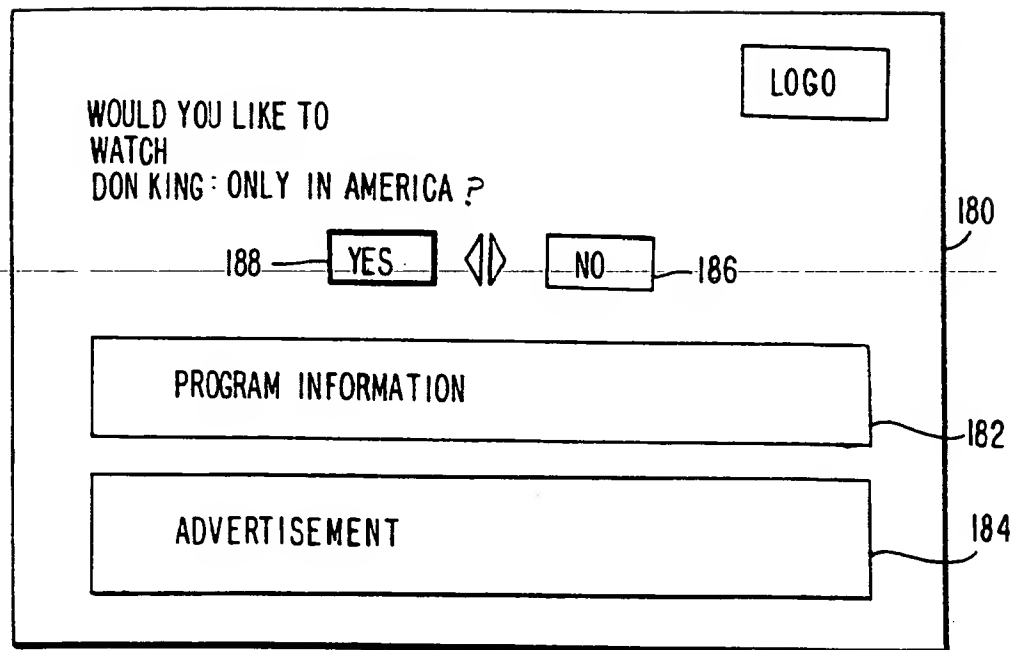 LOGO
WOULD YOU LIKE TO
WATCH
DON KING: ONLY IN AMERICA ?
180
188 YES NO 186
PROGRAM INFORMATION
182
ADVERTISEMENT
184